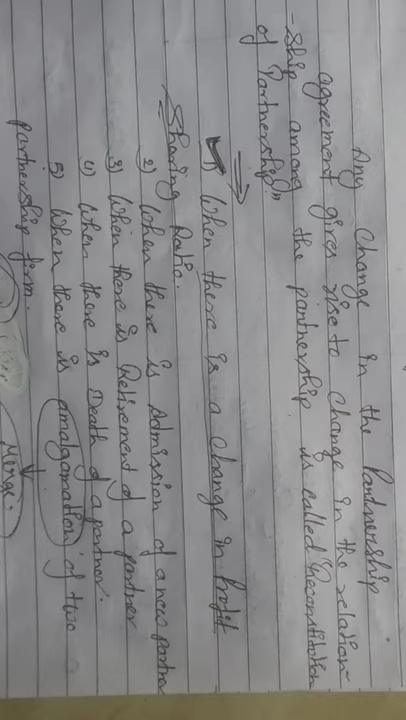 Any change in the Partnership
agreement gives rise to change in the relation-
-ship among the partnership is called "Reconstitution
of Partnership"
⇒
1) When there is a change in Profit
Sharing Ratio.
2) When there is Admission of a new partner
3) When there is Retirement of a partner
4) When there is Death of a partner.
5) When there is amalgamation of two
partnership firm.
Merge.